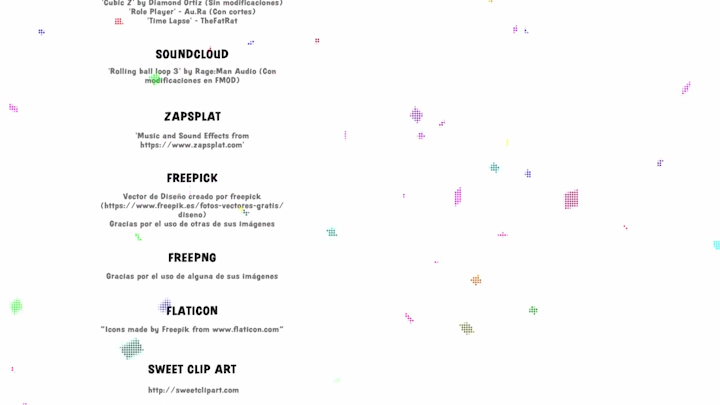 'Cubic Z' by Diamond Ortiz (Sin modificaciones)
'Role Player' - Au.Ra (Con cortes)
'Time Lapse' - TheFatRat
SOUNDCLOUD
'Rolling ball loop 3' by Rage:Man Audio (Con
modificaciones en FMOD)
ZAPSPLAT
'Music and Sound Effects from
https://www.zapsplat.com'
FREEPICK
Vector de Diseño creado por freepick
(https://www.freepik.es/fotos-vectores-gratis/
diseno)
Gracias por el uso de otras de sus imágenes
FREEPNG
Gracias por el uso de alguna de sus imágenes
FLATICON
"Icons made by Freepik from www.flaticon.com"
SWEET CLIP ART
http://sweetclipart.com